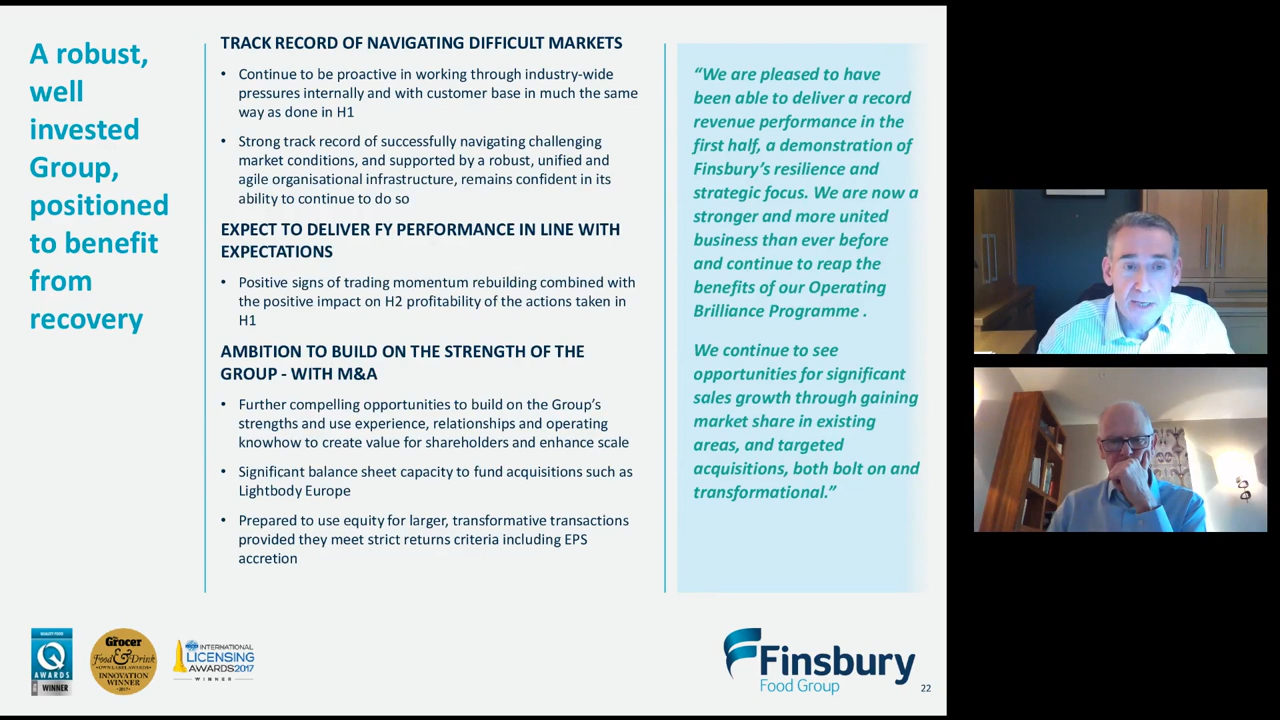 A robust,
well
invested
Group,
positioned
to benefit
from
recovery
TRACK RECORD OF NAVIGATING DIFFICULT MARKETS
• Continue to be proactive in working through industry-wide
pressures internally and with customer base in much the same
way as done in H1
• Strong track record of successfully navigating challenging
market conditions, and supported by a robust, unified and
agile organisational infrastructure, remains confident in its
ability to continue to do so
EXPECT TO DELIVER FY PERFORMANCE IN LINE WITH
EXPECTATIONS
• Positive signs of trading momentum rebuilding combined with
the positive impact on H2 profitability of the actions taken in
H1
AMBITION TO BUILD ON THE STRENGTH OF THE
GROUP - WITH M&A
• Further compelling opportunities to build on the Group's
strengths and use experience, relationships and operating
knowhow to create value for shareholders and enhance scale
• Significant balance sheet capacity to fund acquisitions such as
Lightbody Europe
• Prepared to use equity for larger, transformative transactions
provided they meet strict returns criteria including EPS
accretion
“We are pleased to have
been able to deliver a record
revenue performance in the
first half, a demonstration of
Finsbury’s resilience and
strategic focus. We are now a
stronger and more united
business than ever before
and continue to reap the
benefits of our Operating
Brilliance Programme .
We continue to see
opportunities for significant
sales growth through gaining
market share in existing
areas, and targeted
acquisitions, both bolt on and
transformational.”
QUALITY FOOD
Q
AWARDS
WINNER
The Grocer
Food & Drink
OWN LABEL AWARDS
INNOVATION
WINNER
2017
INTERNATIONAL
LICENSING
AWARDS2017
WINNER
Finsbury
Food Group
22